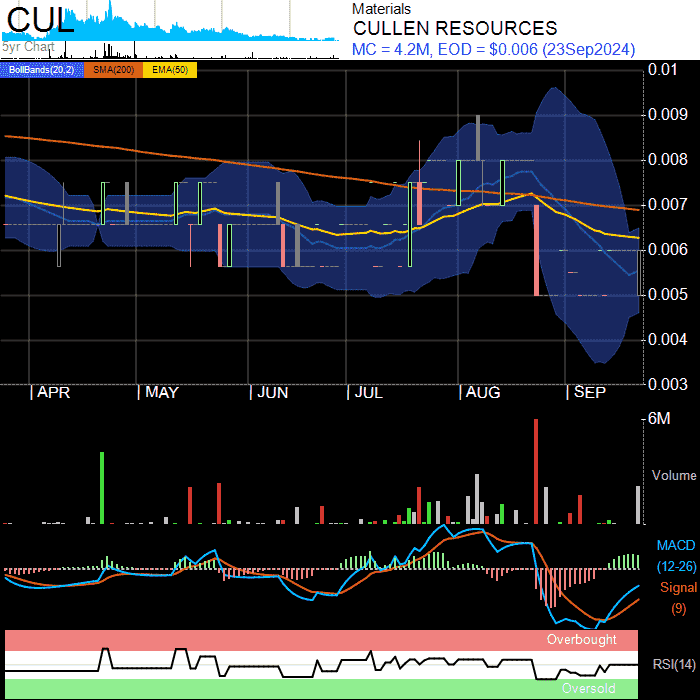 CUL
5yr Chart
Materials
CULLEN RESOURCES
MC = 4.2M, EOD = $0.006 (23Sep2024)
BollBands(20,2) SMA(200) EMA(50)
0.01
0.009
0.008
0.007
0.006
0.005
0.004
0.003
APR MAY JUN JUL AUG SEP
6M
Volume
MACD
(12-26)
Signal
(9)
Overbought
RSI(14)
Oversold